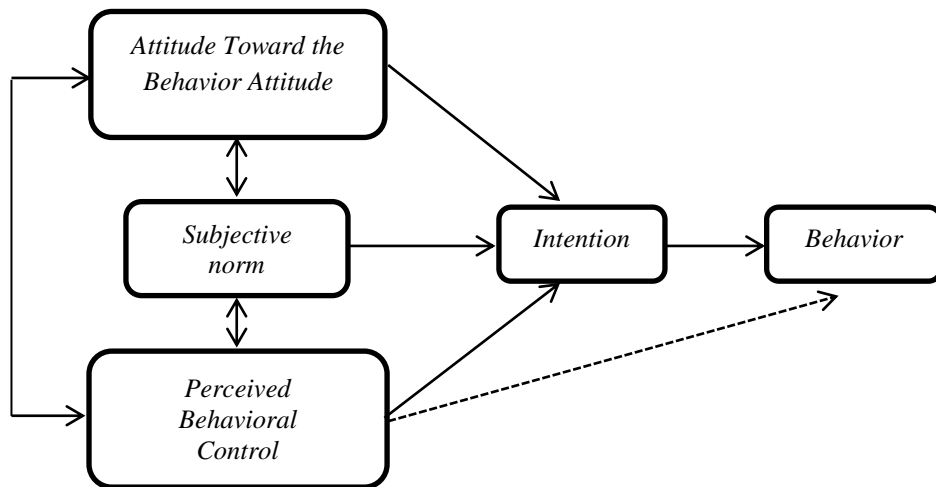 Attitude Toward the
Behavior Attitude
Subjective
norm
Intention
Behavior
Perceived
Behavioral
Control